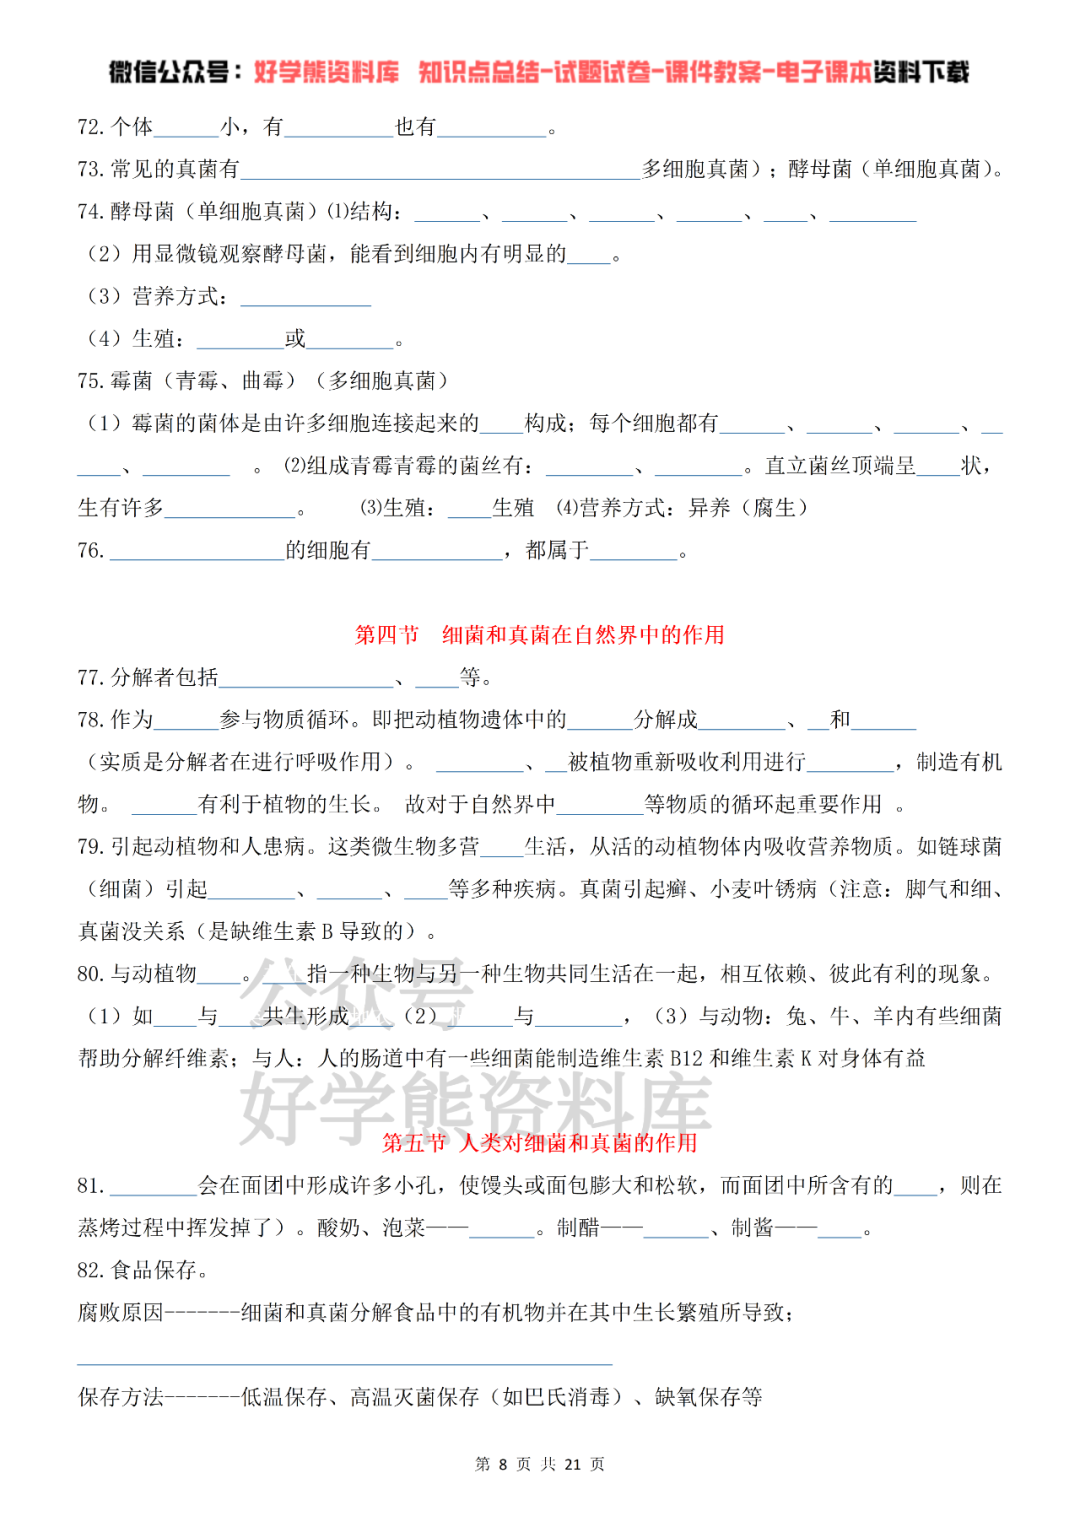 微信公众号：好学熊资料库 知识点总结-试题试卷-课件教案-电子课本资料下载
72.个体______小，有__________也有__________。
73.常见的真菌有____________________________________多细胞真菌）；酵母菌（单细胞真菌）。
74.酵母菌（单细胞真菌）⑴结构：______、______、______、______、____、________
（2）用显微镜观察酵母菌，能看到细胞内有明显的____。
（3）营养方式：____________
（4）生殖：________或________。
75.霉菌（青霉、曲霉）（多细胞真菌）
（1）霉菌的菌体是由许多细胞连接起来的____构成；每个细胞都有______、______、______、__
____、________ 。 ⑵组成青霉青霉的菌丝有：________、________。直立菌丝顶端呈____状，
生有许多____________。 ⑶生殖：____生殖 ⑷营养方式：异养（腐生）
76.________________的细胞有____________，都属于________。
第四节 细菌和真菌在自然界中的作用
77.分解者包括________________、____等。
78.作为______参与物质循环。即把动植物遗体中的______分解成________、__和______
（实质是分解者在进行呼吸作用）。 ________、__被植物重新吸收利用进行________，制造有机
物。 ______有利于植物的生长。 故对于自然界中________等物质的循环起重要作用 。
79.引起动植物和人患病。这类微生物多营____生活，从活的动植物体内吸收营养物质。如链球菌
（细菌）引起________、______、____等多种疾病。真菌引起癣、小麦叶锈病（注意：脚气和细、
真菌没关系（是缺维生素 B 导致的）。
80.与动植物____。____指一种生物与另一种生物共同生活在一起，相互依赖、彼此有利的现象。
（1）如____与____共生形成____（2）______与________，（3）与动物：兔、牛、羊内有些细菌
帮助分解纤维素；与人：人的肠道中有一些细菌能制造维生素 B12 和维生素 K 对身体有益
公众号
好学熊资料库
第五节 人类对细菌和真菌的作用
81.________会在面团中形成许多小孔，使馒头或面包膨大和松软，而面团中所含有的____，则在
蒸烤过程中挥发掉了）。酸奶、泡菜——______。制醋——______、制酱——____。
82.食品保存。
腐败原因-------细菌和真菌分解食品中的有机物并在其中生长繁殖所导致；
________________________________________________
保存方法-------低温保存、高温灭菌保存（如巴氏消毒）、缺氧保存等
第 8 页 共 21 页